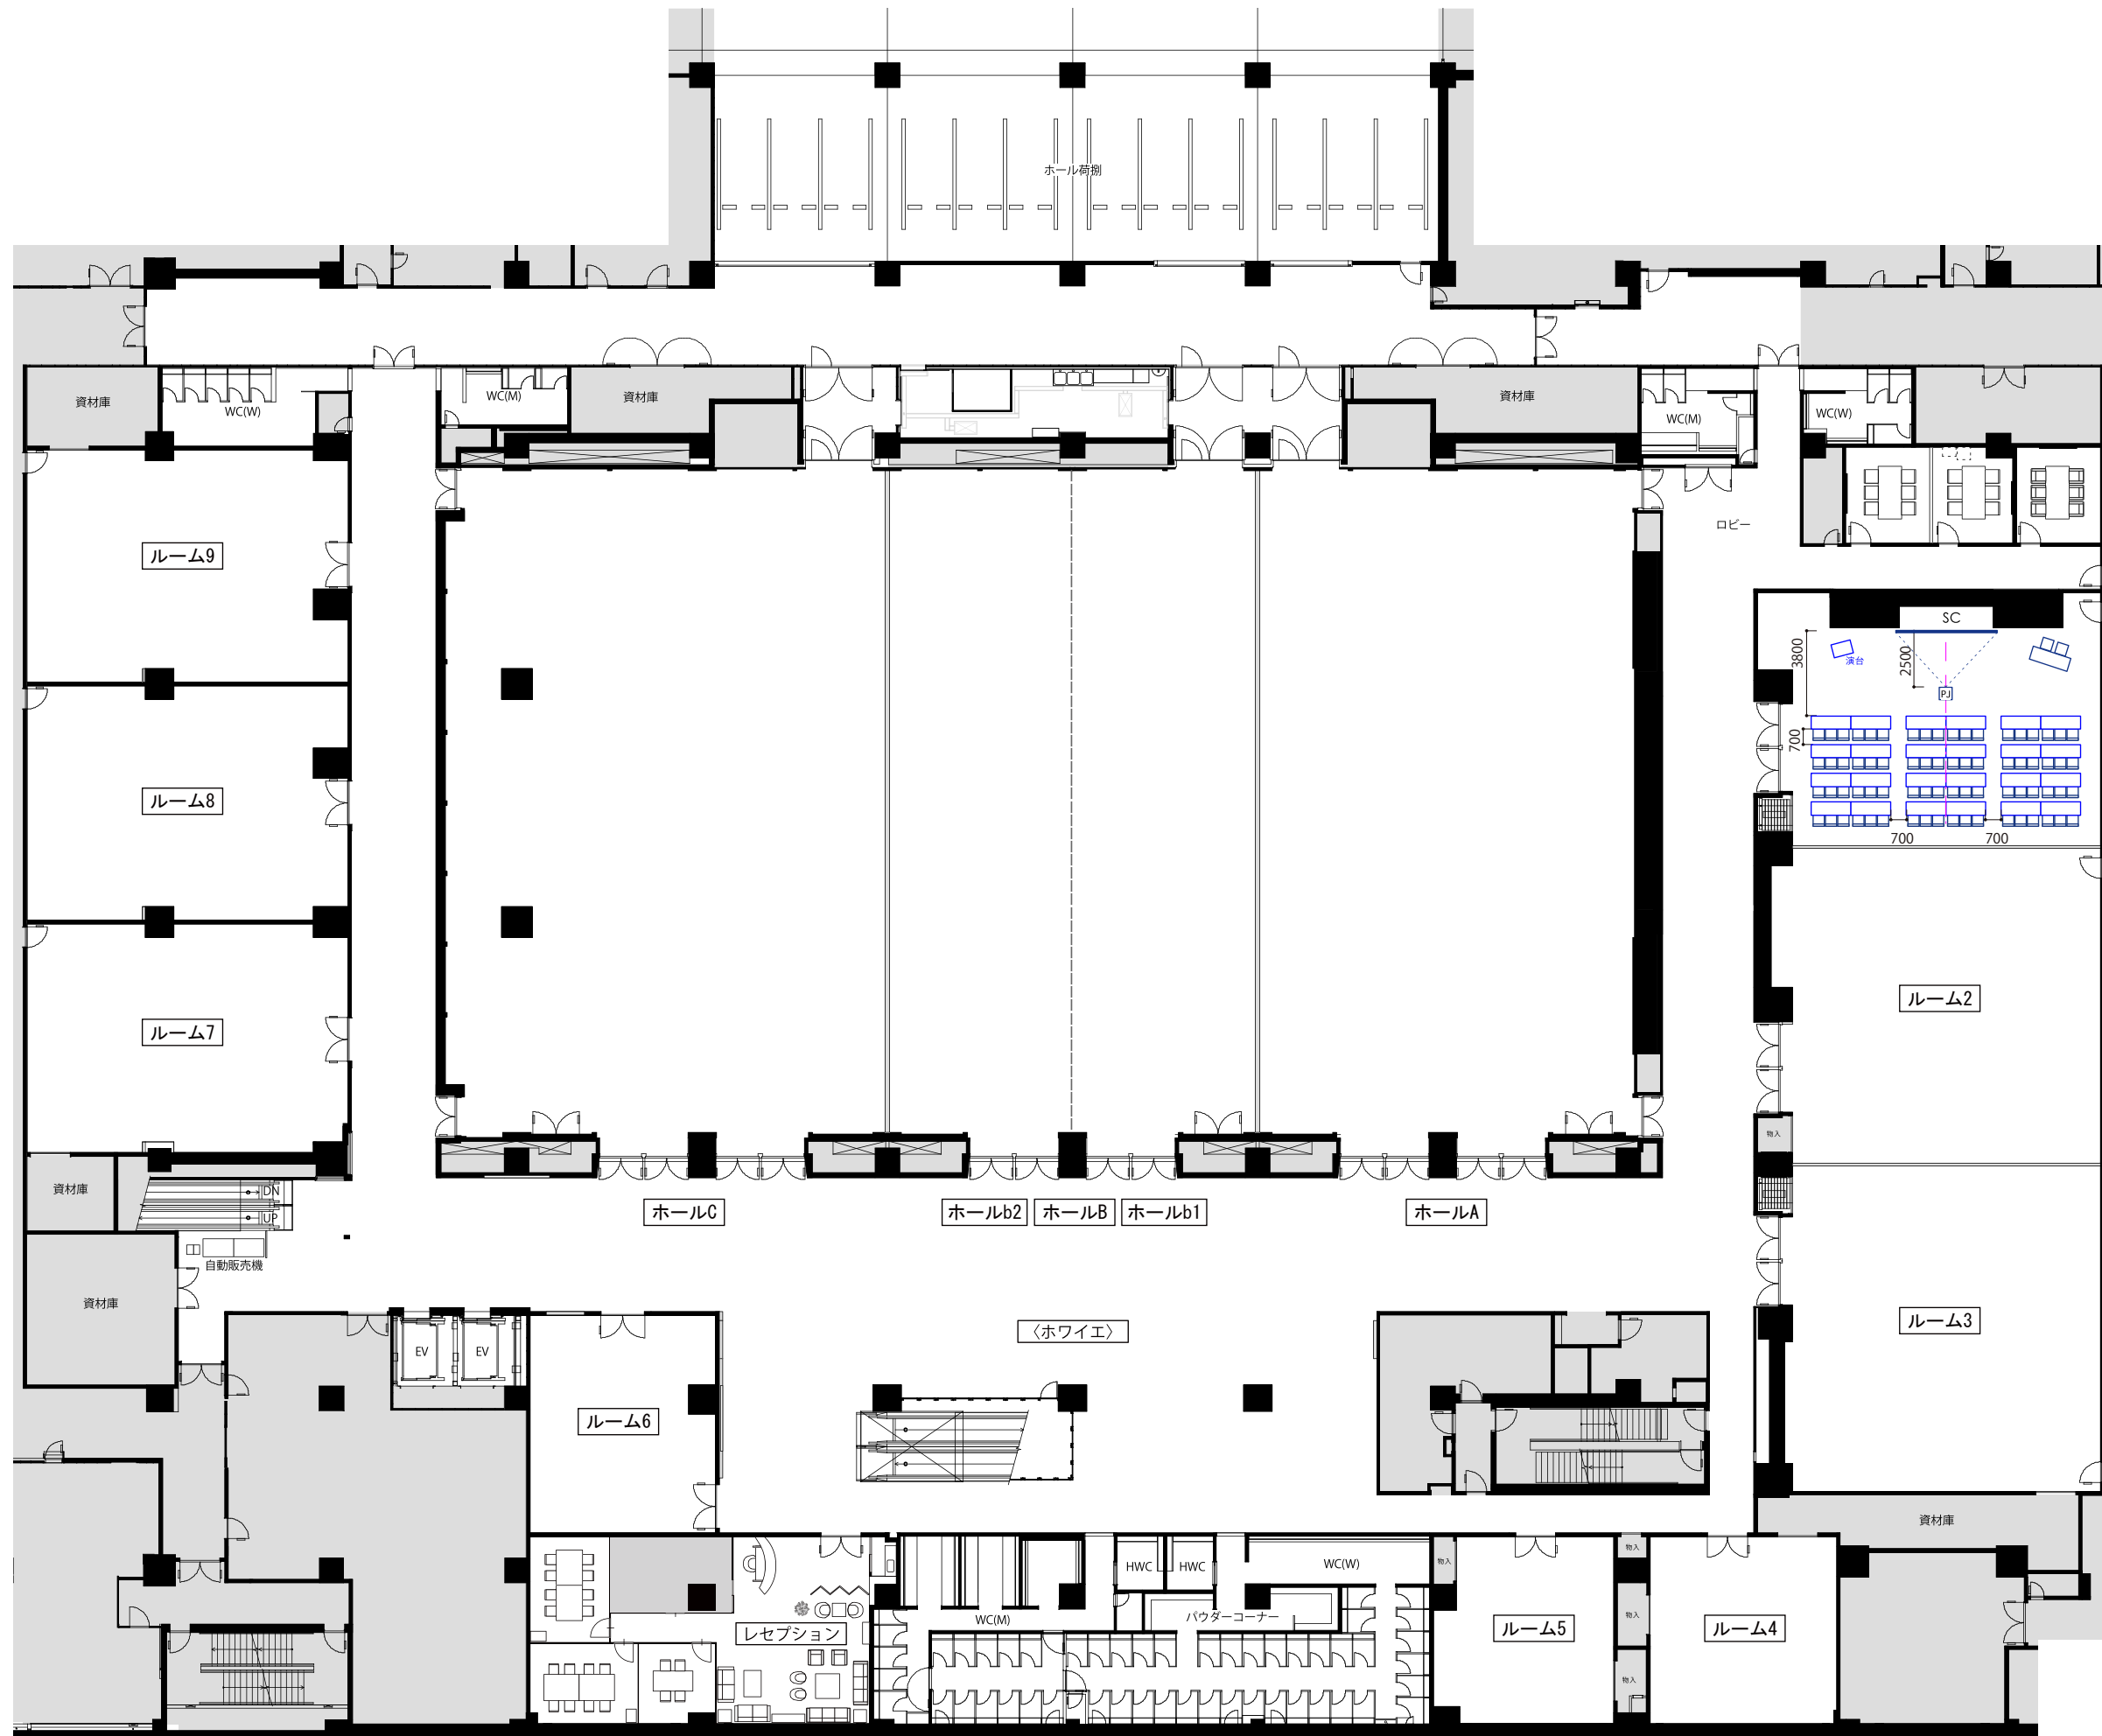 ホール荷捌
資材庫
WC(W)
WC(M)
資材庫
資材庫
WC(M)
WC(W)
ロビー
ルーム9
SC
3800
2500
演台
PJ
700
700
700
ルーム8
ルーム2
ルーム7
物入
資材庫
DN
UP
ホールC
ホールb2
ホールB
ホールb1
ホールA
自動販売機
資材庫
ルーム3
〈ホワイエ〉
EV
EV
ルーム6
資材庫
HWC
HWC
WC(W)
物入
物入
WC(M)
パウダーコーナー
レセプション
ルーム5
物入
ルーム4
物入